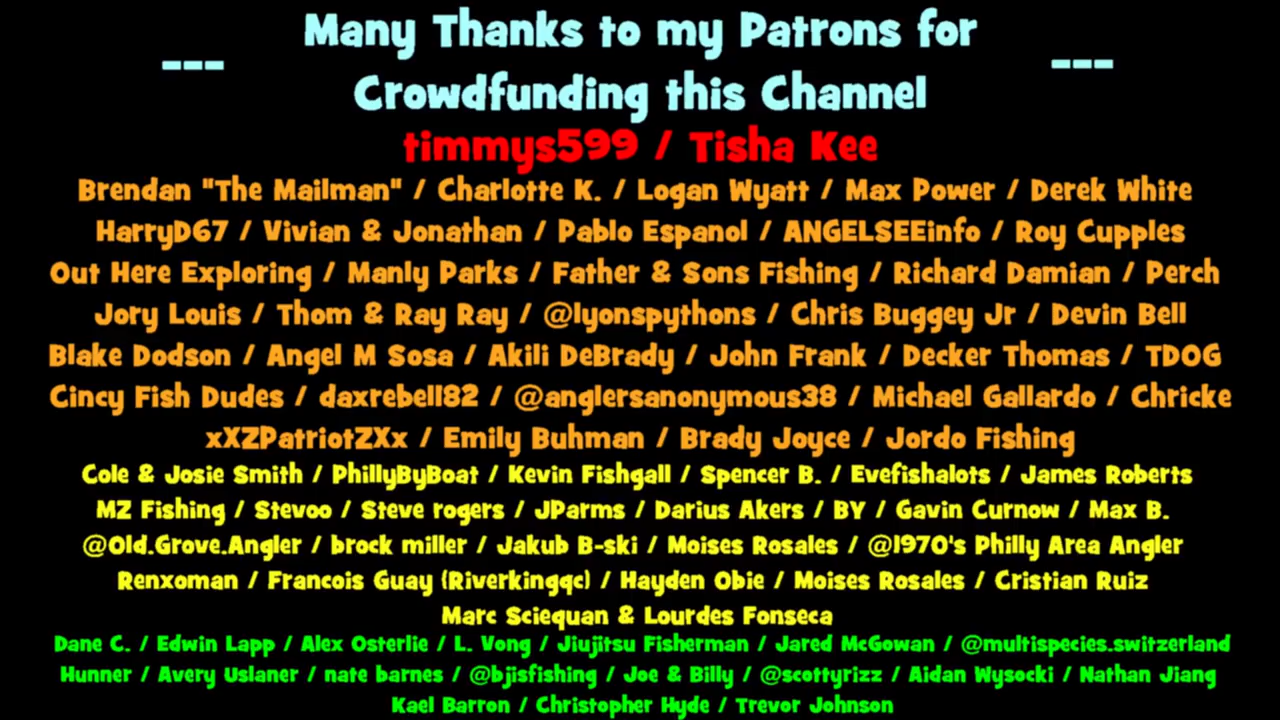 Many Thanks to my Patrons for
--- Crowdfunding this Channel ---
timmys599 / Tisha Kee
Brendan "The Mailman" / Charlotte K. / Logan Wyatt / Max Power / Derek White
HarryD67 / Vivian & Jonathan / Pablo Espanol / ANGELSEEinfo / Roy Cupples
Out Here Exploring / Manly Parks / Father & Sons Fishing / Richard Damian / Perch
Jory Louis / Thom & Ray Ray / @lyonspythons / Chris Buggey Jr / Devin Bell
Blake Dodson / Angel M Sosa / Akili DeBrady / John Frank / Decker Thomas / TDOG
Cincy Fish Dudes / daxrebell82 / @anglersanonymous38 / Michael Gallardo / Chricke
xXZPatriotZXx / Emily Buhman / Brady Joyce / Jordo Fishing
Cole & Josie Smith / PhillyByBoat / Kevin Fishgall / Spencer B. / Evefishalots / James Roberts
MZ Fishing / Stevoo / Steve rogers / JParms / Darius Akers / BY / Gavin Curnow / Max B.
@Old.Grove.Angler / brock miller / Jakub B-ski / Moises Rosales / @1970's Philly Area Angler
Renxoman / Francois Guay (Riverkingqc) / Hayden Obie / Moises Rosales / Cristian Ruiz
Marc Sciequan & Lourdes Fonseca
Dane C. / Edwin Lapp / Alex Osterlie / L. Vong / Jiujitsu Fisherman / Jared McGowan / @multispecies.switzerland
Hunner / Avery Uslaner / nate barnes / @bjisfishing / Joe & Billy / @scottyrizz / Aidan Wysocki / Nathan Jiang
Kael Barron / Christopher Hyde / Trevor Johnson